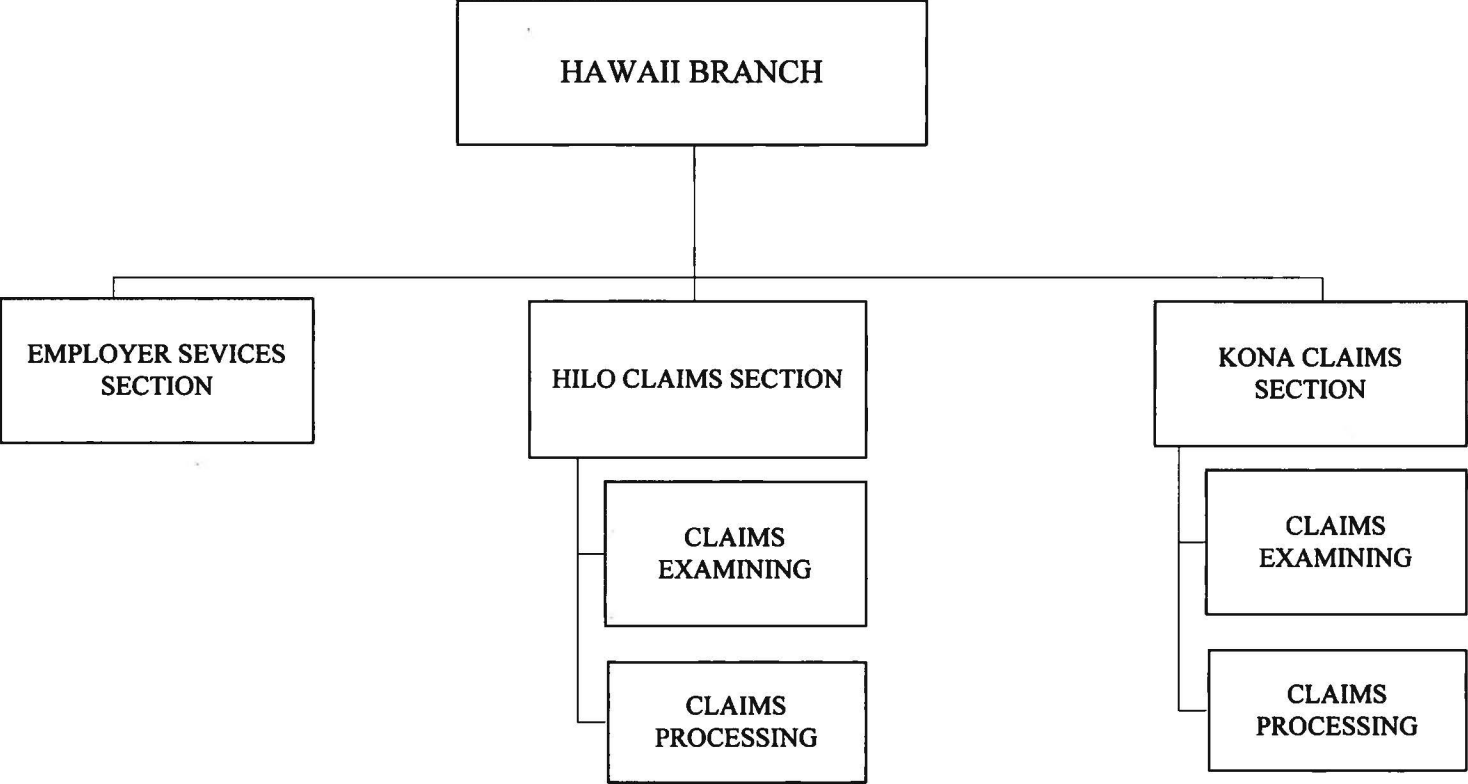 HAWAII BRANCH
EMPLOYER SEVICES
SECTION
HILO CLAIMS SECTION
KONA CLAIMS
SECTION
CLAIMS
EXAMINING
CLAIMS
PROCESSING
CLAIMS
EXAMINING
CLAIMS
PROCESSING